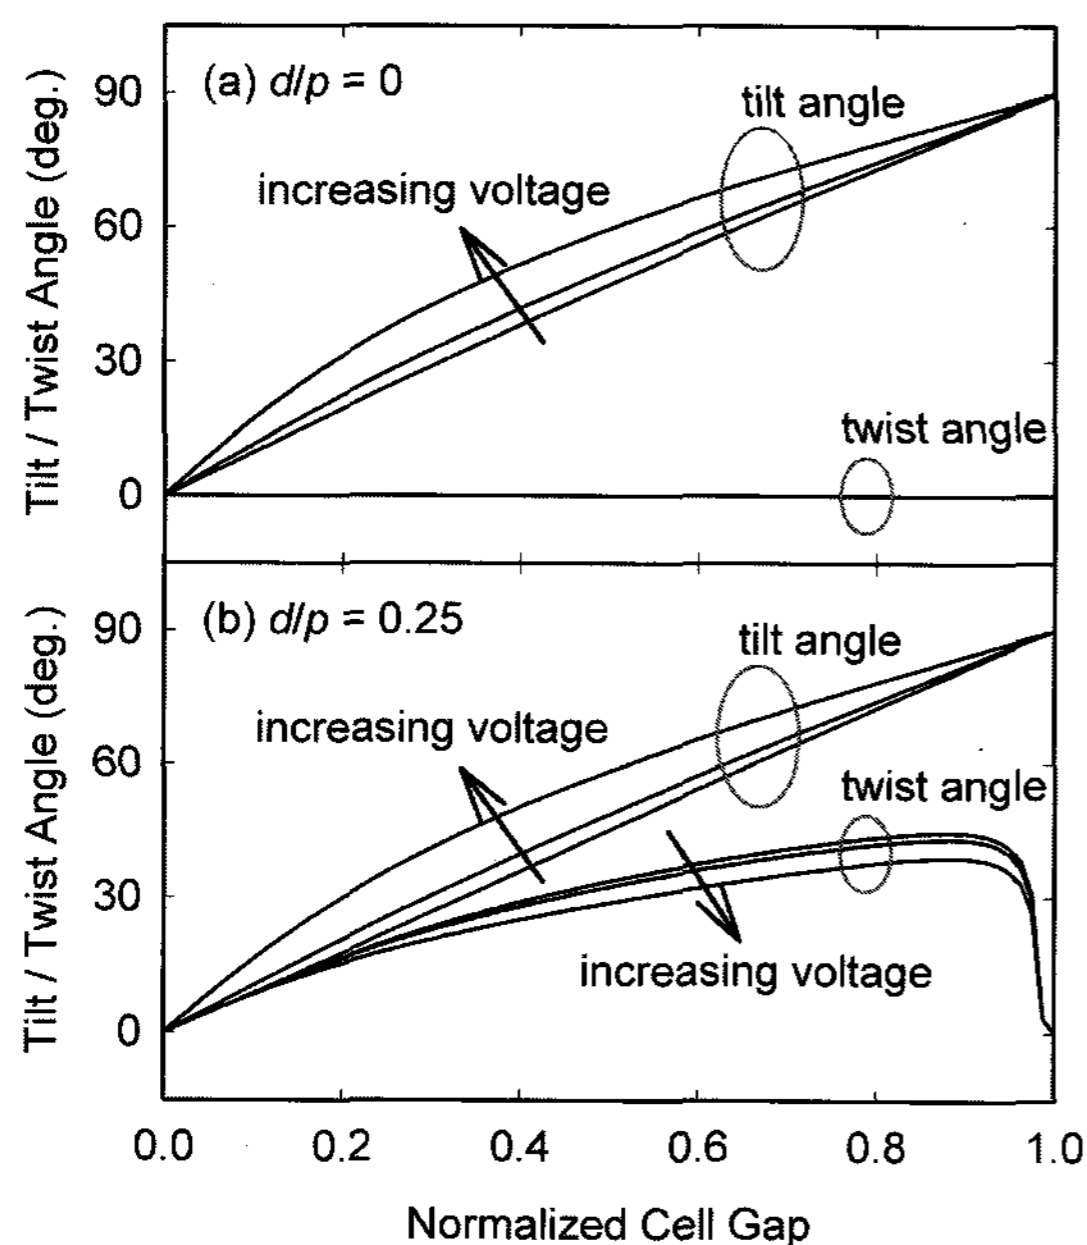 (a) d/p = 0
tilt angle
increasing voltage
twist angle
90
60
30
0
Tilt / Twist Angle (deg.)
(b) d/p = 0.25
tilt angle
increasing voltage
twist angle
increasing voltage
90
60
30
0
Tilt / Twist Angle (deg.)
0.0 0.2 0.4 0.6 0.8 1.0
Normalized Cell Gap